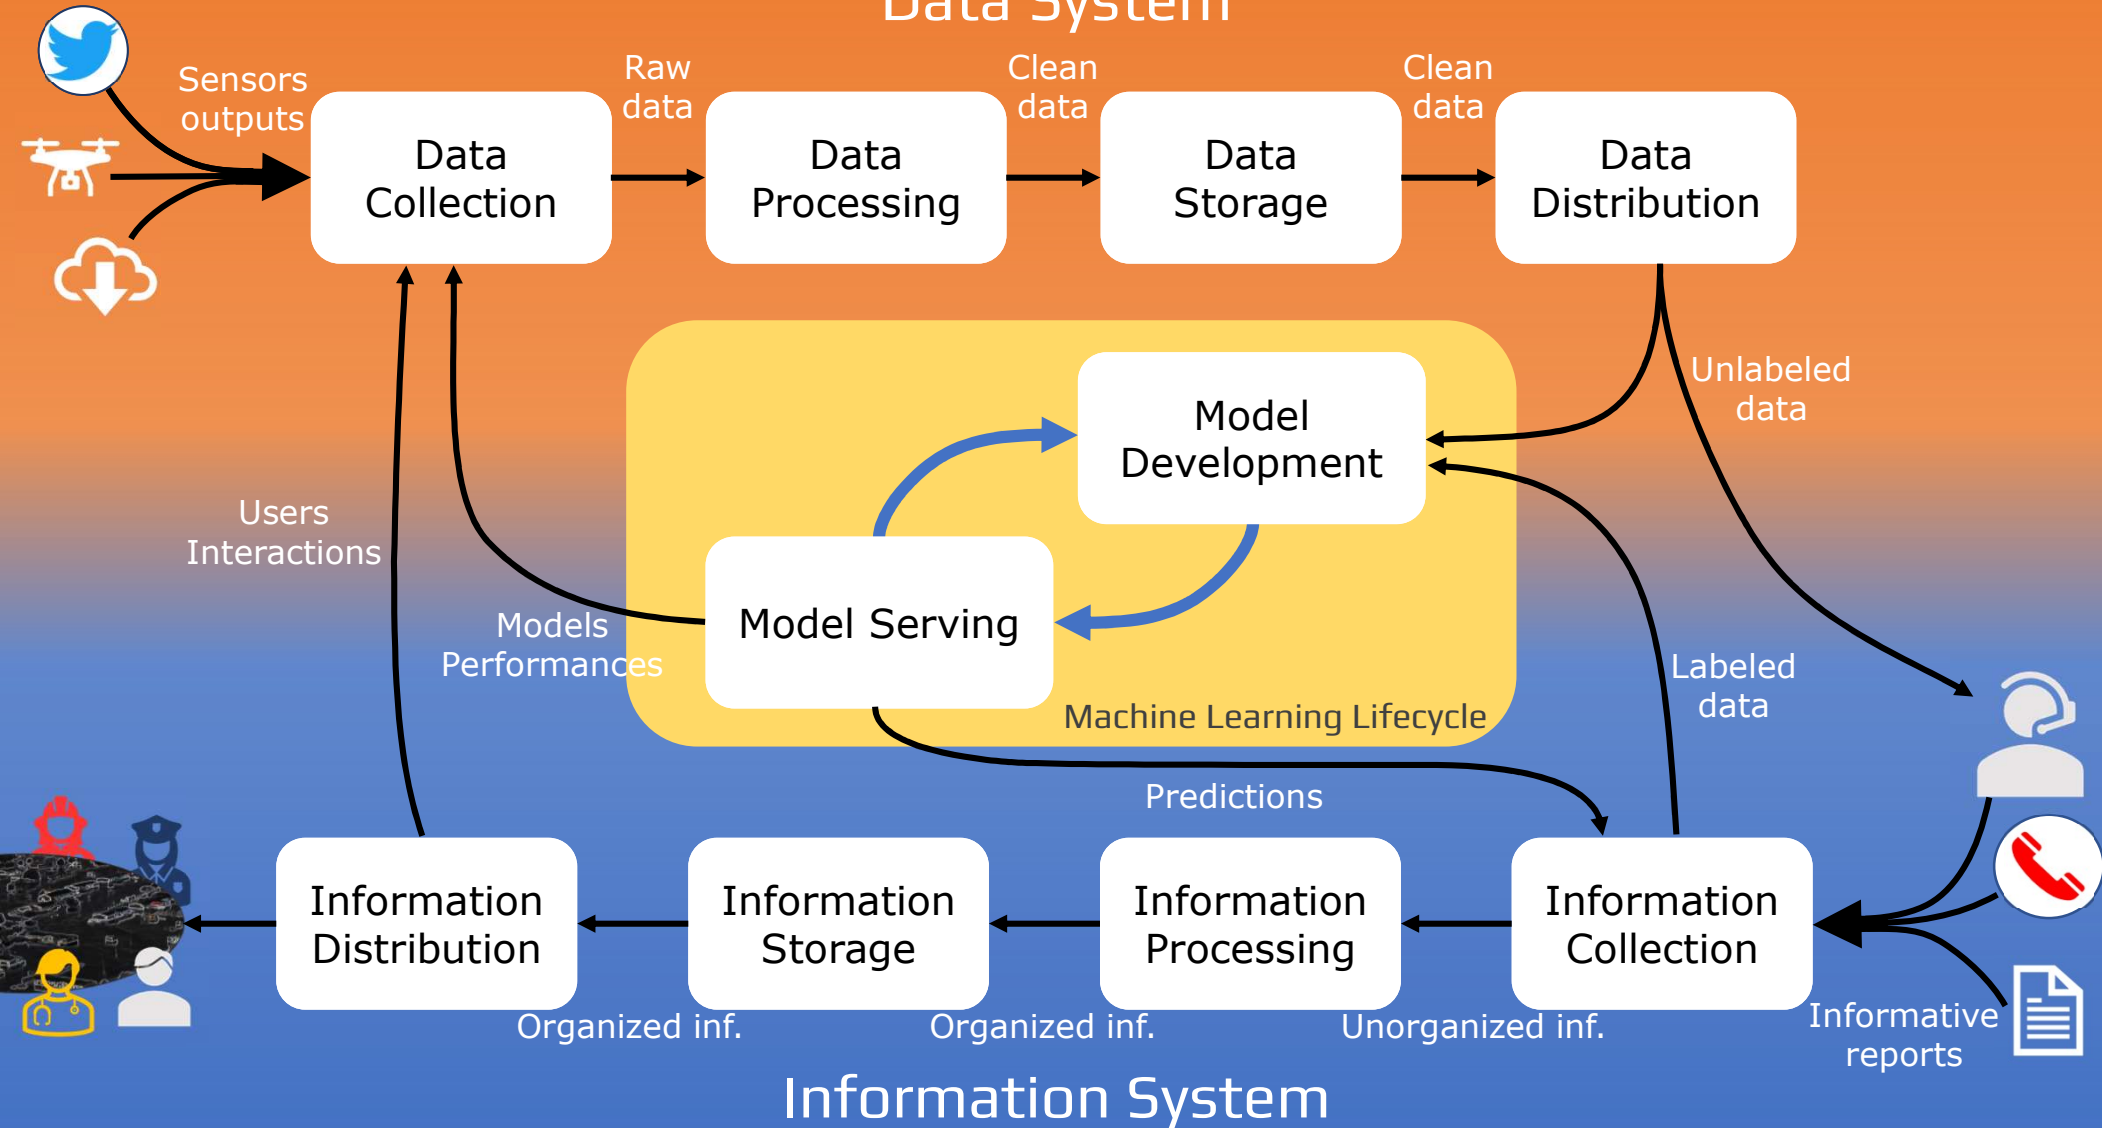 Data System
Sensors
outputs
Raw
data
Clean
data
Clean
data
Data
Collection
Data
Processing
Data
Storage
Data
Distribution
Unlabeled
data
Model
Development
Users
Interactions
Models
Performances
Model Serving
Labeled
data
Machine Learning Lifecycle
Predictions
Information
Distribution
Information
Storage
Information
Processing
Information
Collection
Organized inf.
Organized inf.
Unorganized inf.
Informative
reports
Information System